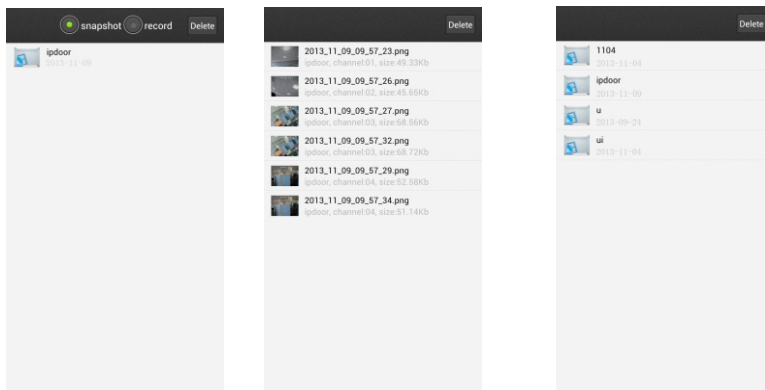 snapshot record Delete
ipdoor
2013-11-09
Delete
2013_11_09_09_57_23.png
ipdoor, channel:01, size:49.33Kb
2013_11_09_09_57_26.png
ipdoor, channel:02, size:45.66Kb
2013_11_09_09_57_27.png
ipdoor, channel:03, size:68.56Kb
2013_11_09_09_57_32.png
ipdoor, channel:03, size:68.72Kb
2013_11_09_09_57_29.png
ipdoor, channel:04, size:52.58Kb
2013_11_09_09_57_34.png
ipdoor, channel:04, size:51.14Kb
Delete
1104
2013-11-04
ipdoor
2013-11-09
u
2013-09-24
ui
2013-11-04